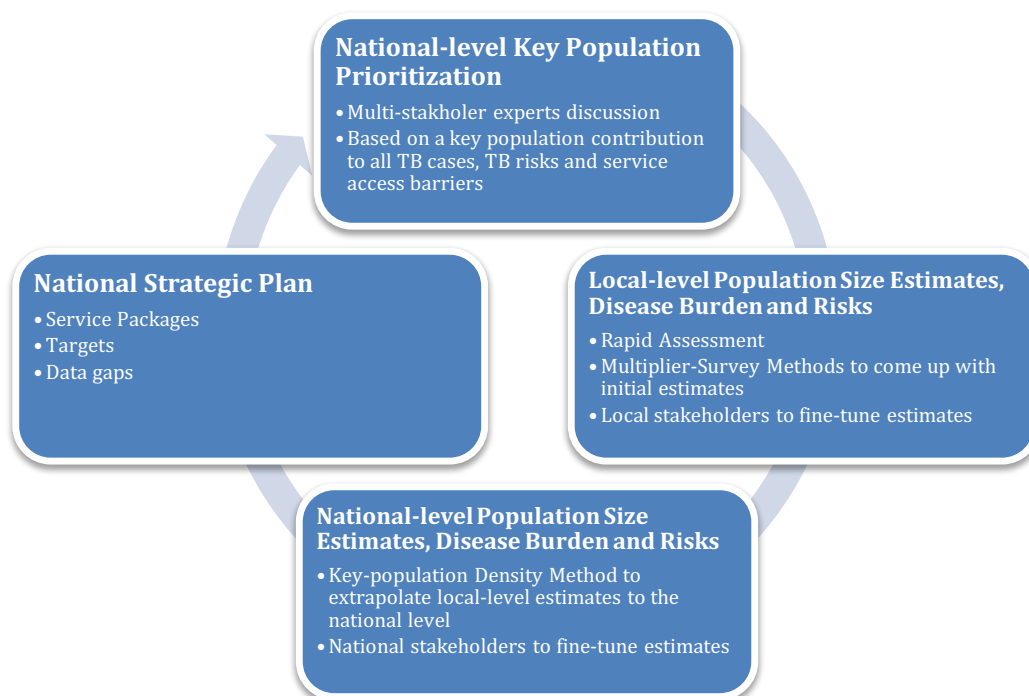 National-level Key Population
Prioritization
• Multi-stakholer experts discussion
• Based on a key population contribution
to all TB cases, TB risks and service
access barriers
Local-level Population Size Estimates,
Disease Burden and Risks
• Rapid Assessment
• Multiplier-Survey Methods to come up with
initial estimates
• Local stakeholders to fine-tune estimates
National-level Population Size
Estimates, Disease Burden and Risks
• Key-population Density Method to
extrapolate local-level estimates to the
national level
• National stakeholders to fine-tune estimates
National Strategic Plan
• Service Packages
• Targets
• Data gaps